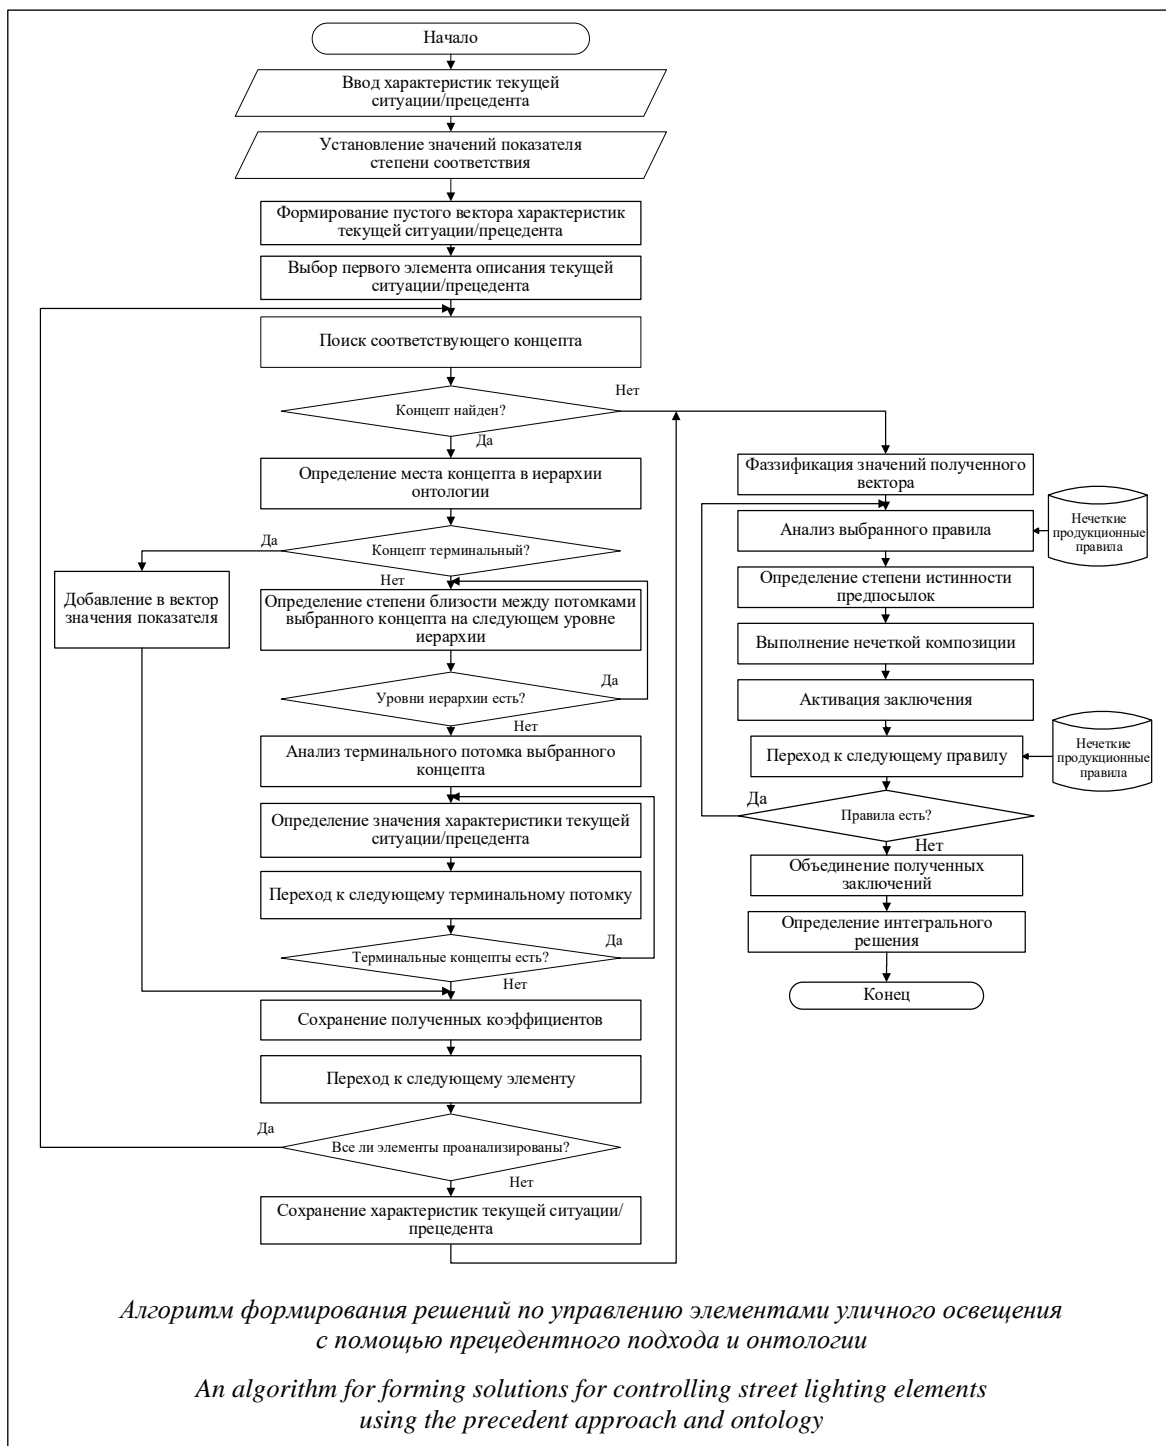 Начало
Ввод характеристик текущей
ситуации/прецедента
Установление значений показателя
степени соответствия
Формирование пустого вектора характеристик
текущей ситуации/прецедента
Выбор первого элемента описания текущей
ситуации/прецедента
Поиск соответствующего концепта
Нет
Концепт найден?
Да
Определение места концепта в иерархии
онтологии
Да
Концепт терминальный?
Нет
Добавление в вектор
значения показателя
Определение степени близости между потомками
выбранного концепта на следующем уровне
иерархии
Да
Уровни иерархии есть?
Нет
Анализ терминального потомка выбранного
концепта
Определение значения характеристики текущей
ситуации/прецедента
Переход к следующему терминальному потомку
Да
Терминальные концепты есть?
Нет
Сохранение полученных коэффициентов
Переход к следующему элементу
Да
Все ли элементы проанализированы?
Нет
Сохранение характеристик текущей ситуации/
прецедента
Фаззификация значений полученного
вектора
Анализ выбранного правила
Нечеткие
продукционные
правила
Определение степени истинности
предпосылок
Выполнение нечеткой композиции
Активация заключения
Переход к следующему правилу
Нечеткие
продукционные
правила
Да
Правила есть?
Нет
Объединение полученных
заключений
Определение интегрального
решения
Конец
Алгоритм формирования решений по управлению элементами уличного освещения
с помощью прецедентного подхода и онтологии
An algorithm for forming solutions for controlling street lighting elements
using the precedent approach and ontology